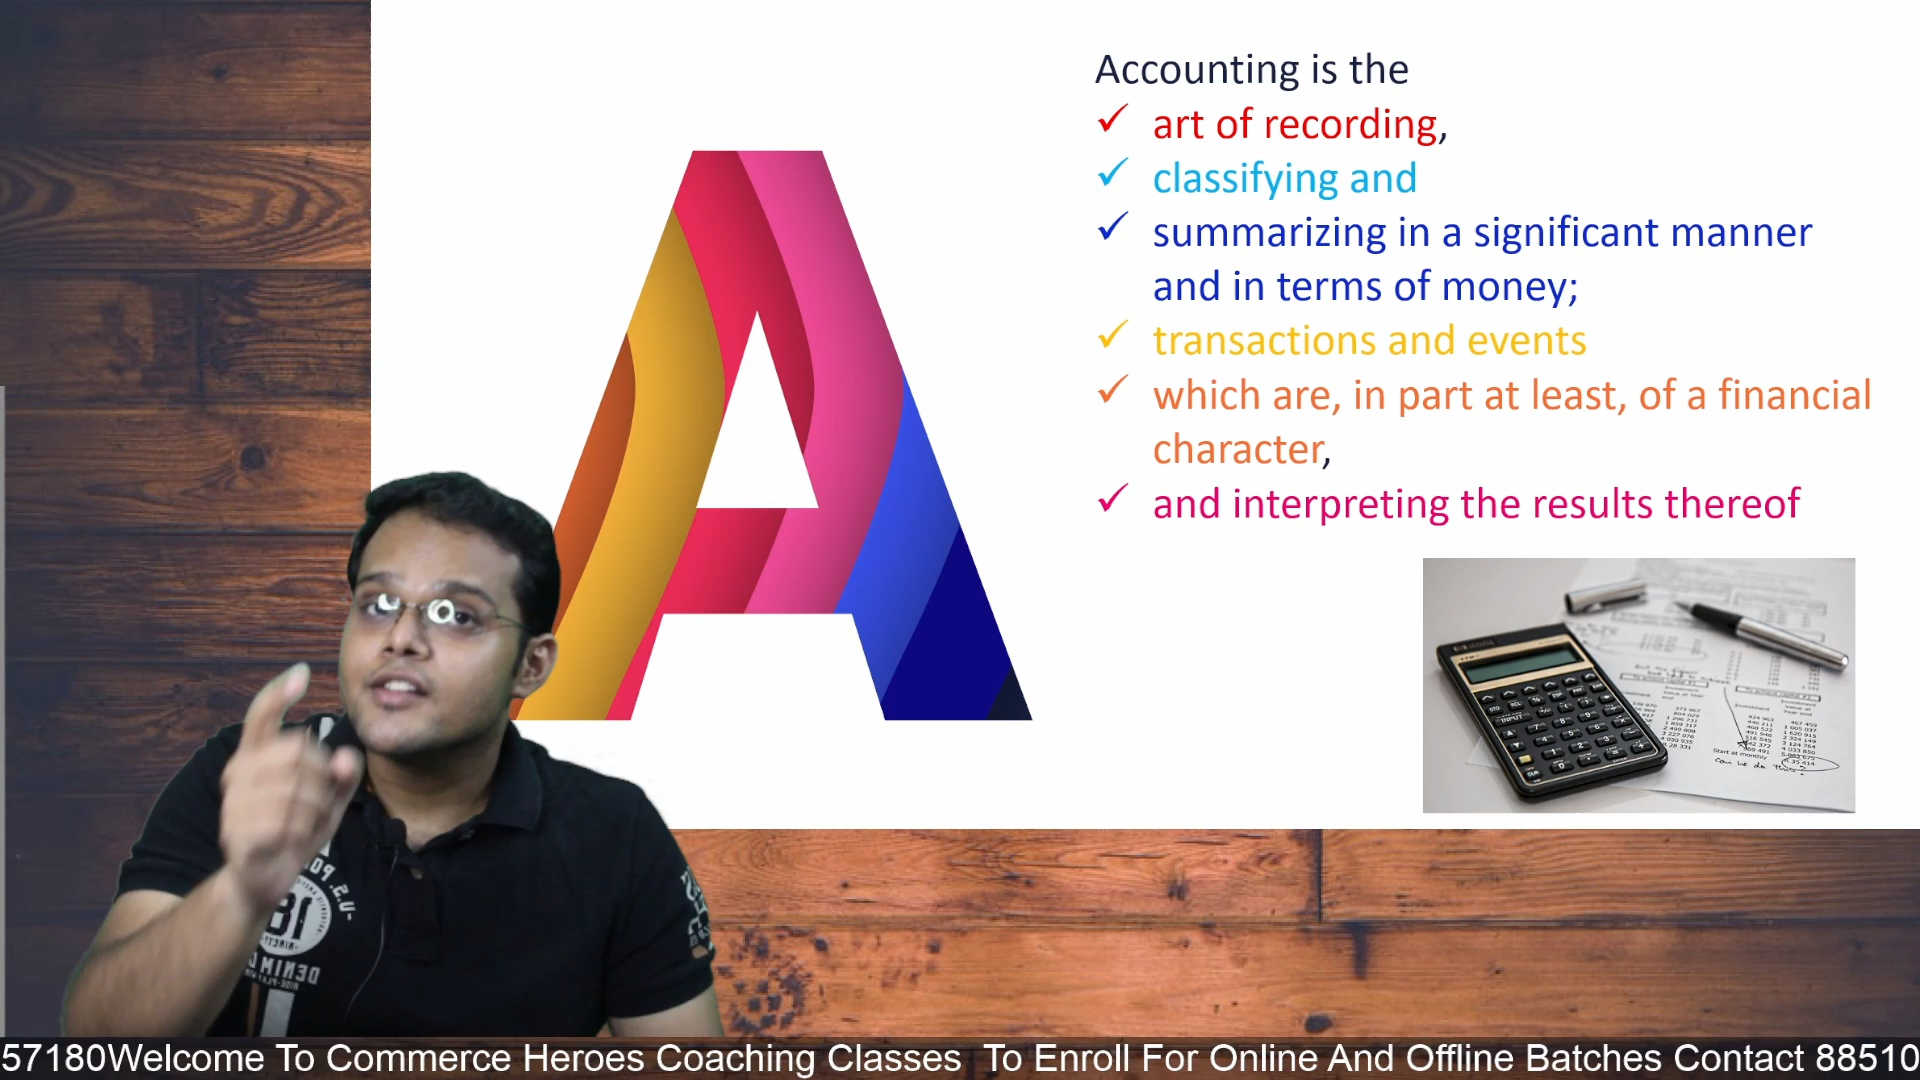 Accounting is the
✓ art of recording,
✓ classifying and
✓ summarizing in a significant manner
and in terms of money;
✓ transactions and events
✓ which are, in part at least, of a financial
character,
✓ and interpreting the results thereof
57180Welcome To Commerce Heroes Coaching Classes To Enroll For Online And Offline Batches Contact 88510